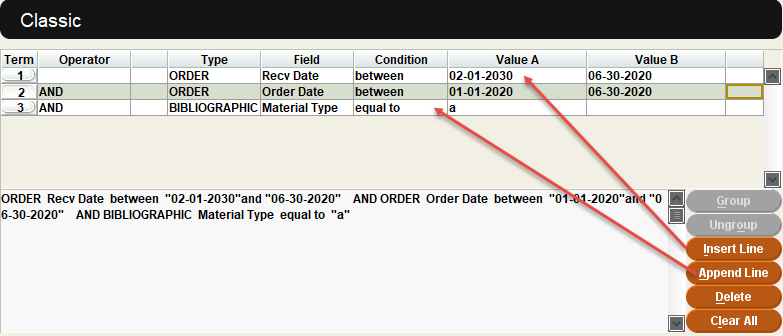 Classic
Term Operator Type Field Condition Value A Value B
1 ORDER Recv Date between 02-01-2030 06-30-2020
2 AND ORDER Order Date between 01-01-2020 06-30-2020
3 AND BIBLIOGRAPHIC Material Type equal to a
ORDER Recv Date between "02-01-2030"and "06-30-2020" AND ORDER Order Date between "01-01-2020"and "0
6-30-2020" AND BIBLIOGRAPHIC Material Type equal to "a"
Group
Ungroup
Insert Line
Append Line
Delete
Clear All